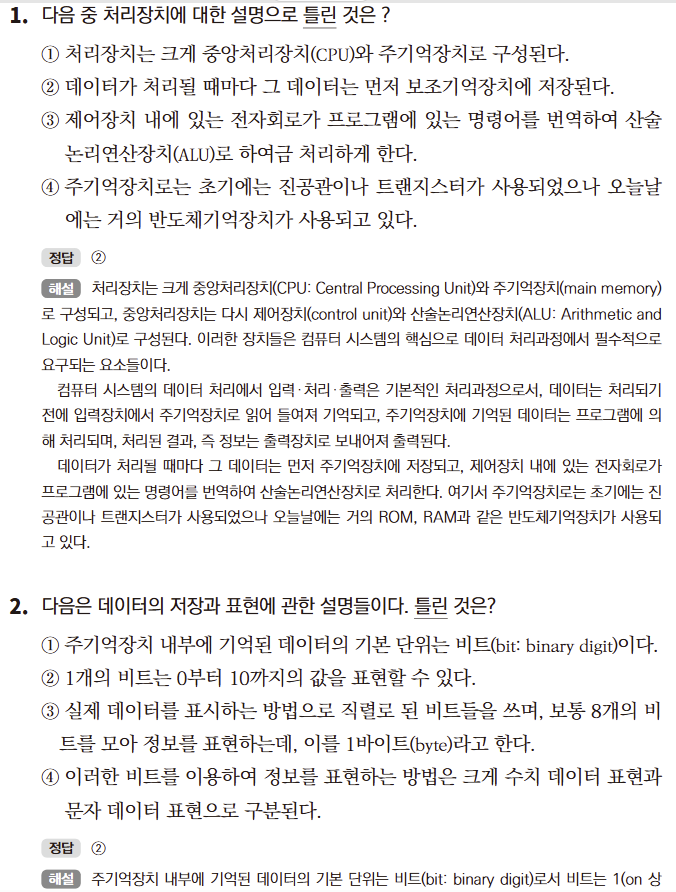 1. 다음 중 처리장치에 대한 설명으로 틀린 것은 ?
① 처리장치는 크게 중앙처리장치(CPU)와 주기억장치로 구성된다.
② 데이터가 처리될 때마다 그 데이터는 먼저 보조기억장치에 저장된다.
③ 제어장치 내에 있는 전자회로가 프로그램에 있는 명령어를 번역하여 산술
논리연산장치(ALU)로 하여금 처리하게 한다.
④ 주기억장치로는 초기에는 진공관이나 트랜지스터가 사용되었으나 오늘날
에는 거의 반도체기억장치가 사용되고 있다.
정답 ②
해설 처리장치는 크게 중앙처리장치(CPU: Central Processing Unit)와 주기억장치(main memory)
로 구성되고, 중앙처리장치는 다시 제어장치(control unit)와 산술논리연산장치(ALU: Arithmetic and
Logic Unit)로 구성된다. 이러한 장치들은 컴퓨터 시스템의 핵심으로 데이터 처리과정에서 필수적으로
요구되는 요소들이다.
컴퓨터 시스템의 데이터 처리에서 입력·처리·출력은 기본적인 처리과정으로서, 데이터는 처리되기
전에 입력장치에서 주기억장치로 읽어 들여져 기억되고, 주기억장치에 기억된 데이터는 프로그램에 의
해 처리되며, 처리된 결과, 즉 정보는 출력장치로 보내어져 출력된다.
데이터가 처리될 때마다 그 데이터는 먼저 주기억장치에 저장되고, 제어장치 내에 있는 전자회로가
프로그램에 있는 명령어를 번역하여 산술논리연산장치로 처리한다. 여기서 주기억장치로는 초기에는 진
공관이나 트랜지스터가 사용되었으나 오늘날에는 거의 ROM, RAM과 같은 반도체기억장치가 사용되
고 있다.
2. 다음은 데이터의 저장과 표현에 관한 설명들이다. 틀린 것은?
① 주기억장치 내부에 기억된 데이터의 기본 단위는 비트(bit: binary digit)이다.
② 1개의 비트는 0부터 10까지의 값을 표현할 수 있다.
③ 실제 데이터를 표시하는 방법으로 직렬로 된 비트들을 쓰며, 보통 8개의 비
트를 모아 정보를 표현하는데, 이를 1바이트(byte)라고 한다.
④ 이러한 비트를 이용하여 정보를 표현하는 방법은 크게 수치 데이터 표현과
문자 데이터 표현으로 구분된다.
정답 ②
해설 주기억장치 내부에 기억된 데이터의 기본 단위는 비트(bit: binary digit)로서 비트는 1(on 상